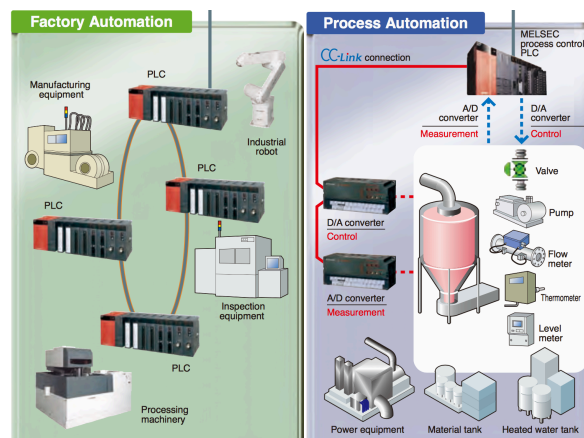 Factory Automation
PLC
Manufacturing
equipment
Industrial
robot
PLC
PLC
Inspection
equipment
PLC
Processing
machinery
Process Automation
MELSEC
process control
PLC
CC-Link connection
A/D
converter
Measurement
D/A
converter
Control
Valve
Pump
D/A converter
Control
Flow
meter
Thermometer
A/D converter
Measurement
Level
meter
Power equipment
Material tank
Heated water tank